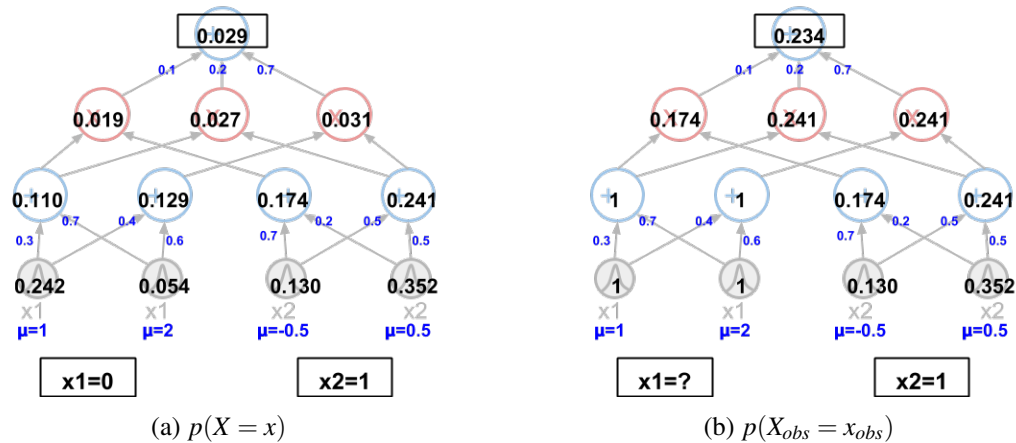 0.029
0.1 0.2 0.7
0.019 0.027 0.031
0.110 0.129 0.174 0.241
0.7 0.4 0.2 0.5
0.3 0.6 0.7 0.5
0.242 0.054 0.130 0.352
x1 x1 x2 x2
μ=1 μ=2 μ=-0.5 μ=0.5
x1=0 x2=1
(a) p(X = x)
0.234
0.1 0.2 0.7
0.174 0.241 0.241
1 1 0.174 0.241
0.7 0.4 0.2 0.5
0.3 0.6 0.7 0.5
1 1 0.130 0.352
x1 x1 x2 x2
μ=1 μ=2 μ=-0.5 μ=0.5
x1=? x2=1
(b) p(X_obs = x_obs)